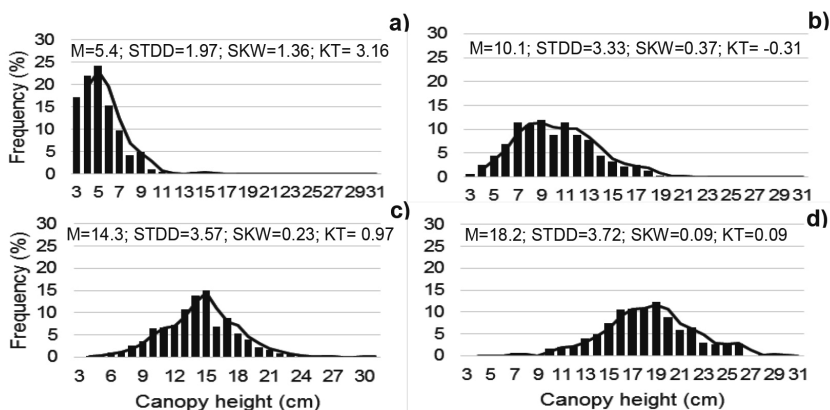 a)
M=5.4; STDD=1.97; SKW=1.36; KT= 3.16
30
25
20
15
10
5
0
Frequency (%)
3 5 7 9 11 13 15 17 19 21 23 25 27 29 31
b)
M=10.1; STDD=3.33; SKW=0.37; KT= -0.31
30
25
20
15
10
5
0
3 5 7 9 11 13 15 17 19 21 23 25 27 29 31
c)
M=14.3; STDD=3.57; SKW=0.23; KT= 0.97
30
25
20
15
10
5
0
Frequency (%)
3 6 9 12 15 18 21 24 27 30
Canopy height (cm)
d)
M=18.2; STDD=3.72; SKW=0.09; KT=0.09
30
25
20
15
10
5
0
3 5 7 9 11 13 15 17 19 21 23 25 27 29 31
Canopy height (cm)